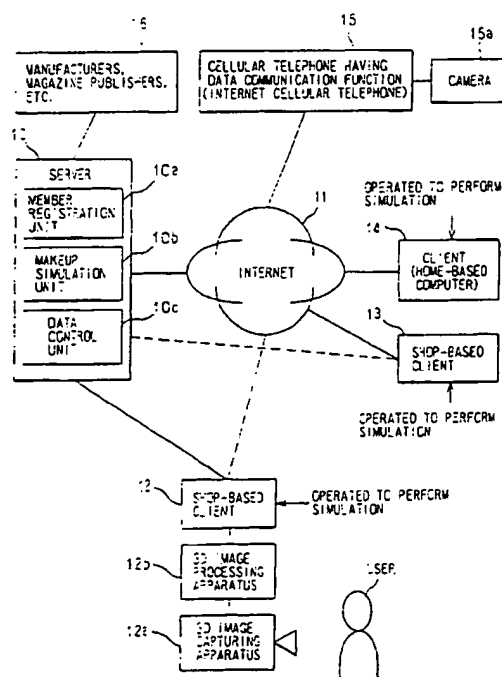 16
MANUFACTURERS,
MAGAZINE PUBLISHERS,
ETC.
15
CELLULAR TELEPHONE HAVING
DATA COMMUNICATION FUNCTION
(INTERNET CELLULAR TELEPHONE)
15a
CAMERA
10
SERVER
10a
MEMBER
REGISTRATION
UNIT
10b
MAKEUP
SIMULATION
UNIT
10c
DATA
CONTROL
UNIT
11
INTERNET
OPERATED TO PERFORM
SIMULATION
14
CLIENT
(HOME-BASED
COMPUTER)
13
SHOP-BASED
CLIENT
OPERATED TO PERFORM
SIMULATION
12
SHOP-BASED
CLIENT
OPERATED TO PERFORM
SIMULATION
12b
3D IMAGE
PROCESSING
APPARATUS
12a
3D IMAGE
CAPTURING
APPARATUS
USER